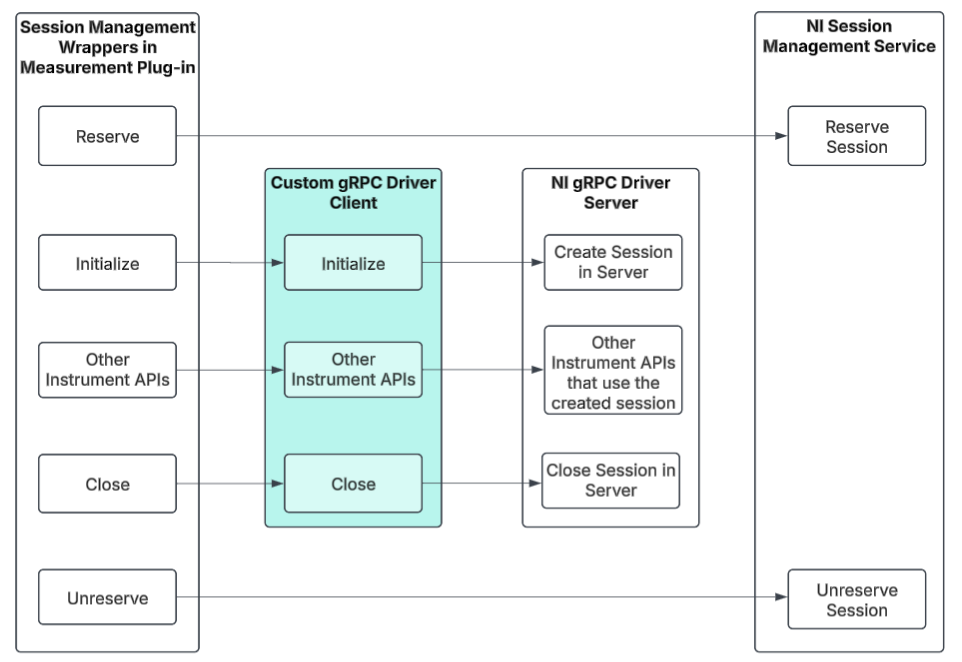 Session Management
Wrappers in
Measurement Plug-in
NI Session
Management Service
Reserve
Reserve
Session
Custom gRPC Driver
Client
NI gRPC Driver
Server
Initialize
Initialize
Create Session
in Server
Other
Instrument APIs
Other
Instrument APIs
Other
Instrument APIs
that use the
created session
Close
Close
Close Session in
Server
Unreserve
Unreserve
Session